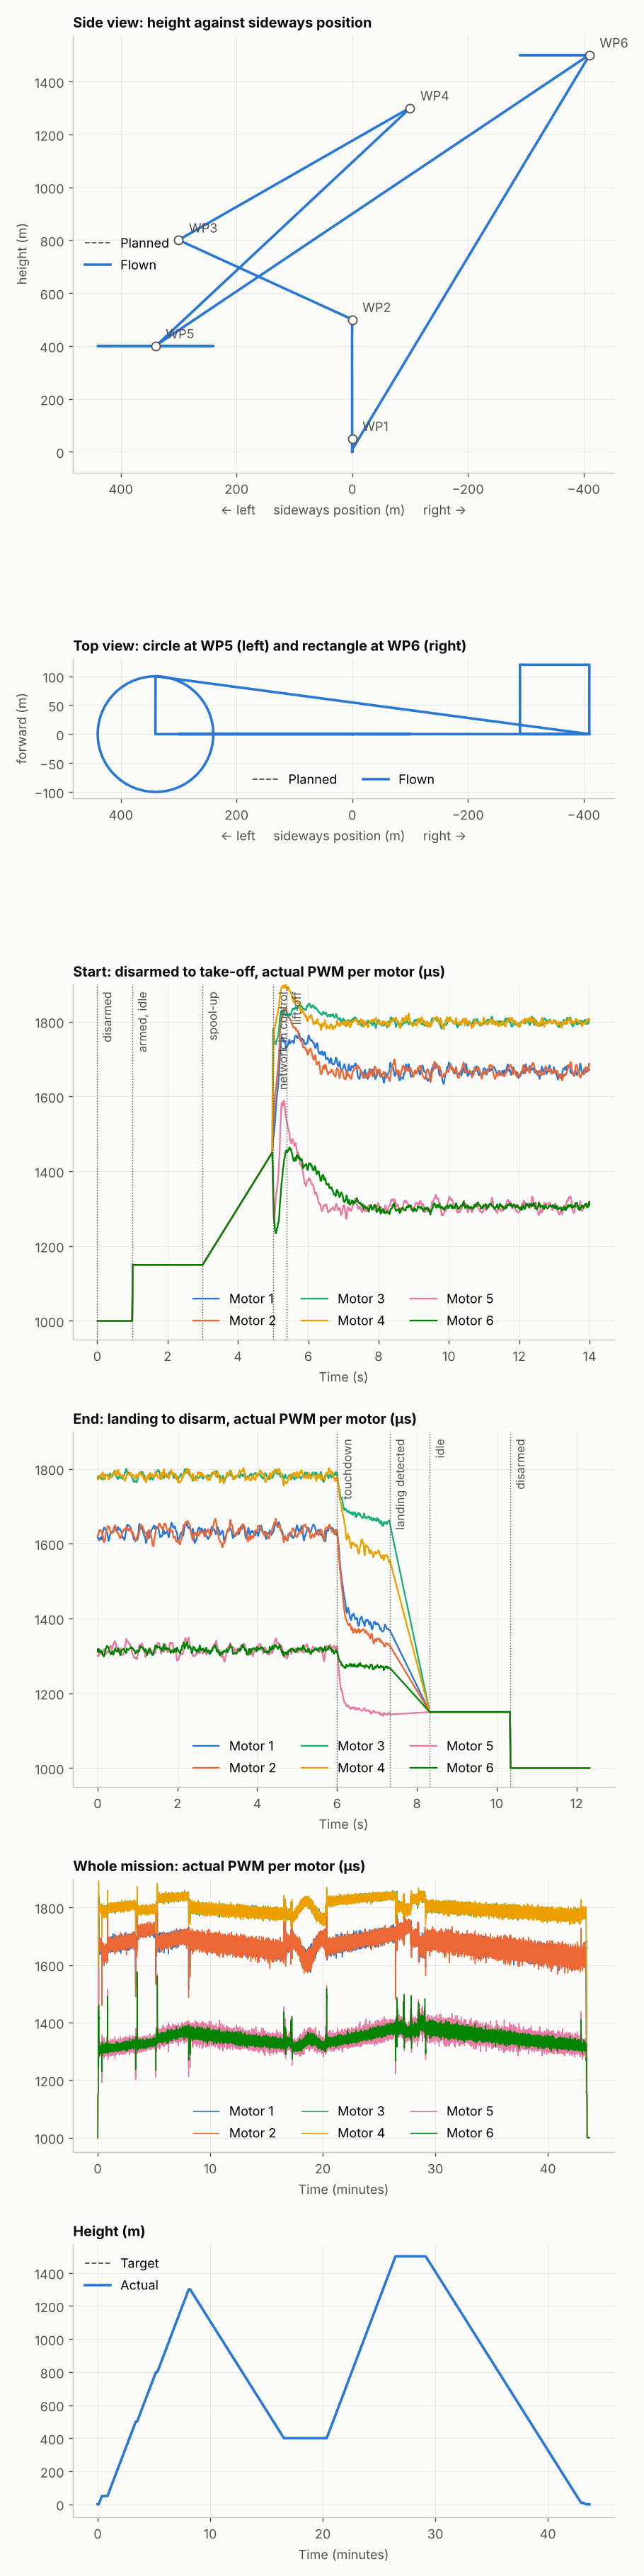 Side view: height against sideways position
WP6
1400
WP4
1200
1000
height (m)
WP3
800
Planned
Flown
600
WP2
WP5
400
200
WP1
0
400 200 0 −200 −400
← left sideways position (m) right →
Top view: circle at WP5 (left) and rectangle at WP6 (right)
100
50
forward (m)
0
−50
Planned Flown
−100
400 200 0 −200 −400
← left sideways position (m) right →
Start: disarmed to take-off, actual PWM per motor (µs)
disarmed
armed, idle
spool-up
network in control
lift-off
1800
1600
1400
1200
Motor 1 Motor 3 Motor 5
1000 Motor 2 Motor 4 Motor 6
0 2 4 6 8 10 12 14
Time (s)
End: landing to disarm, actual PWM per motor (µs)
touchdown
landing detected
idle
disarmed
1800
1600
1400
1200
Motor 1 Motor 3 Motor 5
1000 Motor 2 Motor 4 Motor 6
0 2 4 6 8 10 12
Time (s)
Whole mission: actual PWM per motor (µs)
1800
1600
1400
1200
Motor 1 Motor 3 Motor 5
1000 Motor 2 Motor 4 Motor 6
0 10 20 30 40
Time (minutes)
Height (m)
Target
1400
Actual
1200
1000
800
600
400
200
0
0 10 20 30 40
Time (minutes)